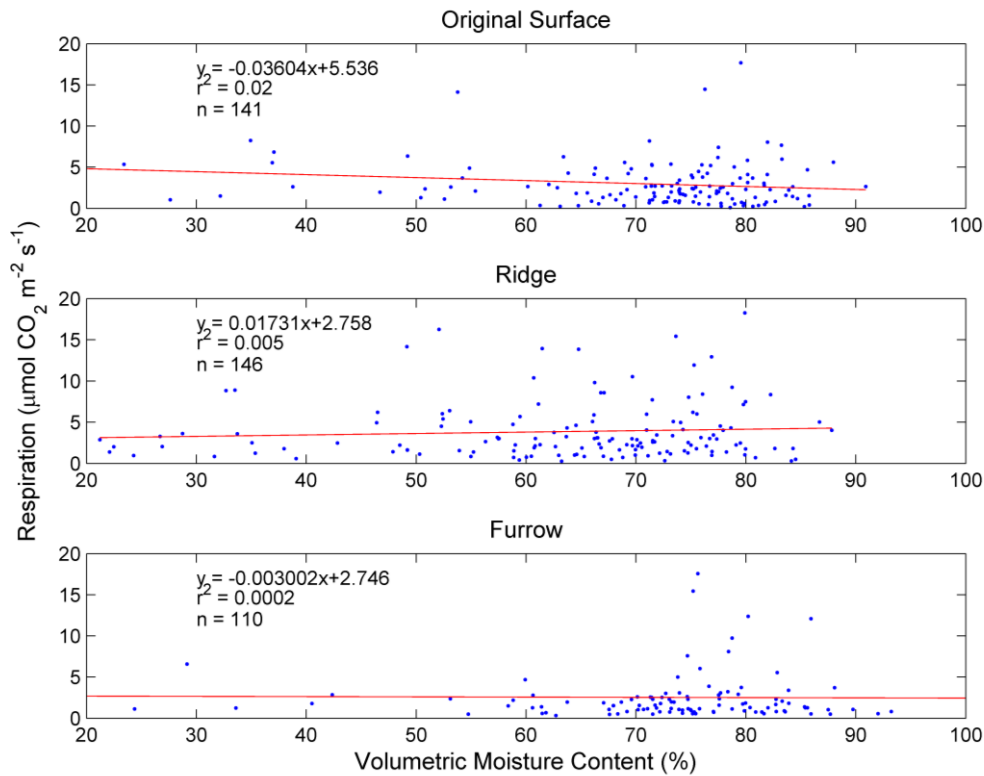 Original Surface
20
15
10
5
0
y = -0.03604x+5.536
r² = 0.02
n = 141
20 30 40 50 60 70 80 90 100
Ridge
20
15
10
5
0
y = 0.01731x+2.758
r² = 0.005
n = 146
20 30 40 50 60 70 80 90 100
Respiration (μmol CO₂ m⁻² s⁻¹)
Furrow
20
15
10
5
0
y = -0.003002x+2.746
r² = 0.0002
n = 110
20 30 40 50 60 70 80 90 100
Volumetric Moisture Content (%)